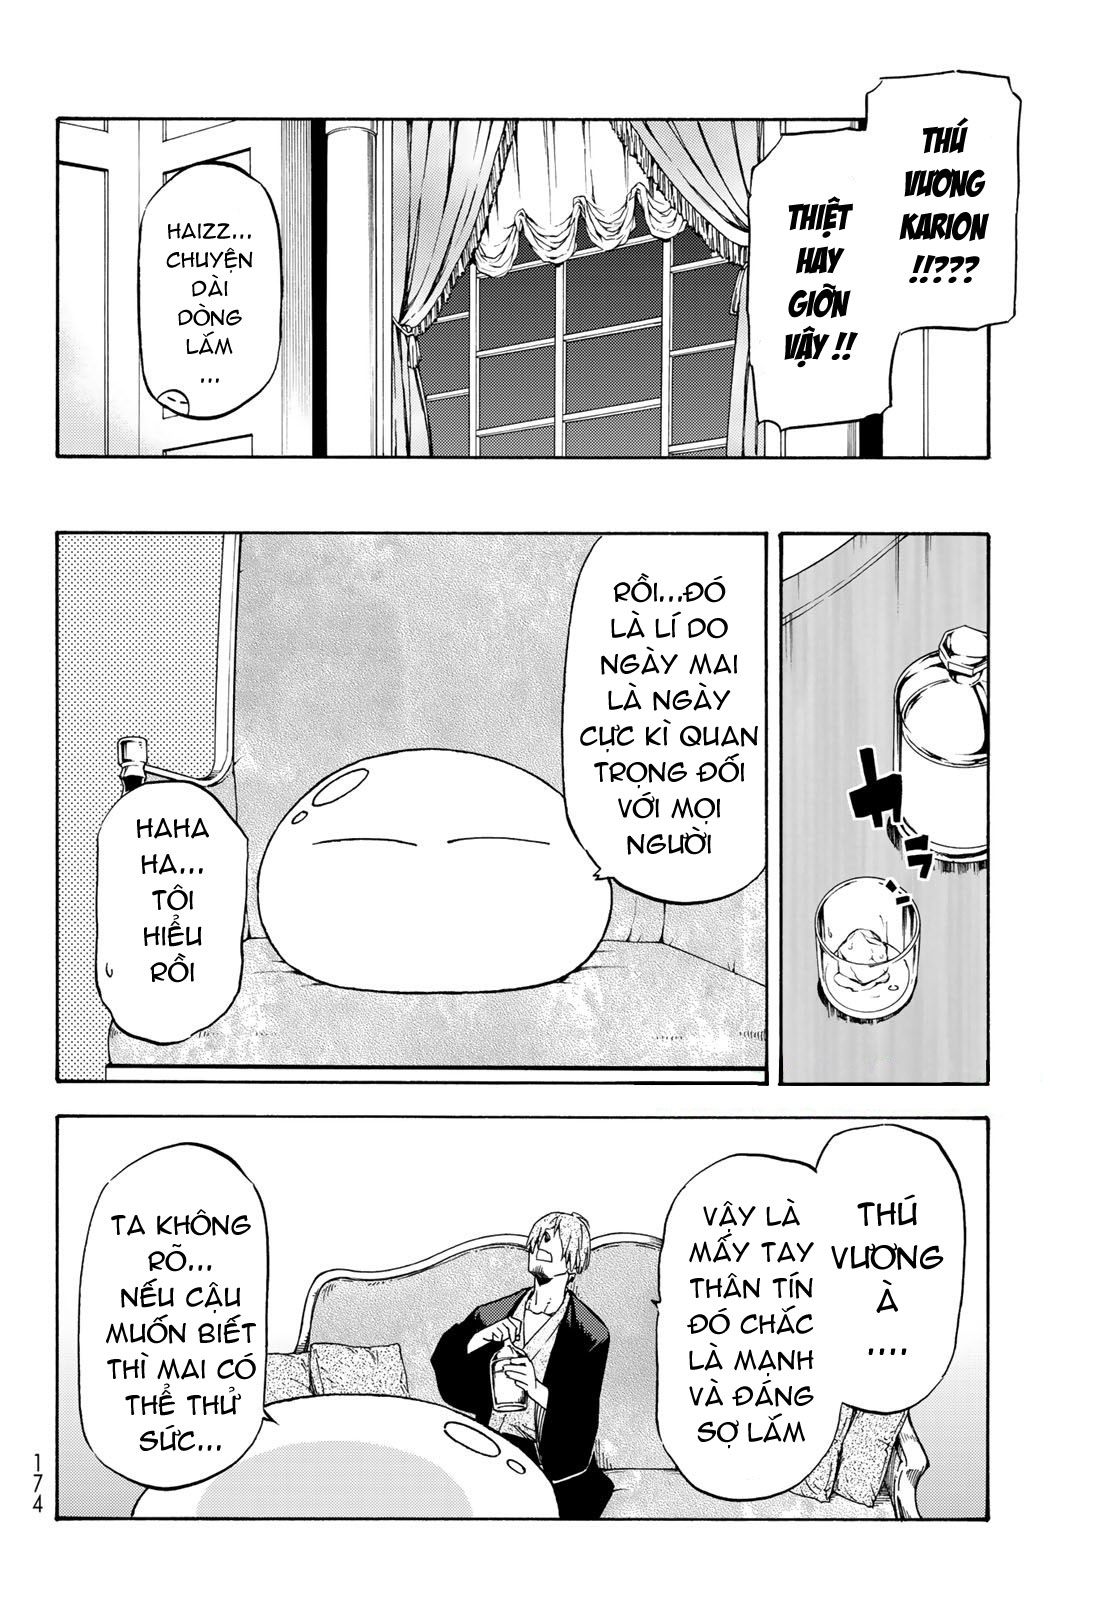 THÚ
VƯƠNG
KARION
!!???
THIỆT
HAY
GIỠN
VẬY !!
HAIZZ...
CHUYỆN
DÀI
DÒNG
LẮM
...
RỒI...ĐÓ
LÀ LÍ DO
NGÀY MAI
LÀ NGÀY
CỰC KÌ QUAN
TRỌNG ĐỐI
VỚI MỌI
NGƯỜI
HAHA
HA...
TÔI
HIỂU
RỒI
THÚ
VƯƠNG
À
....
VẬY LÀ
MẤY TAY
THÂN TÍN
ĐÓ CHẮC
LÀ MẠNH
VÀ ĐÁNG
SỢ LẮM
TA KHÔNG
RÕ...
NẾU CẬU
MUỐN BIẾT
THÌ MAI CÓ
THỂ THỬ
SỨC...
174